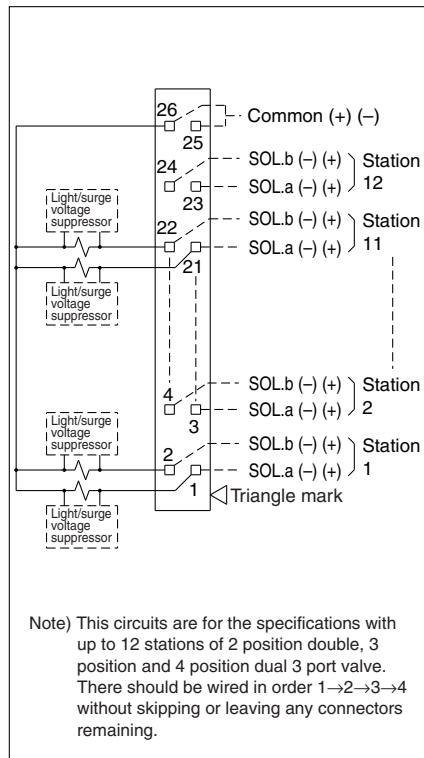 26
Common (+) (–)
25
24
SOL.b (–) (+)
Station
12
SOL.a (–) (+)
23
Light/surge
voltage
suppressor
22
SOL.b (–) (+)
Station
11
SOL.a (–) (+)
21
Light/surge
voltage
suppressor
4
SOL.b (–) (+)
Station
2
SOL.a (–) (+)
3
Light/surge
voltage
suppressor
2
SOL.b (–) (+)
Station
1
SOL.a (–) (+)
1
Triangle mark
Light/surge
voltage
suppressor
Note) This circuits are for the specifications with
up to 12 stations of 2 position double, 3
position and 4 position dual 3 port valve.
There should be wired in order 1→2→3→4
without skipping or leaving any connectors
remaining.